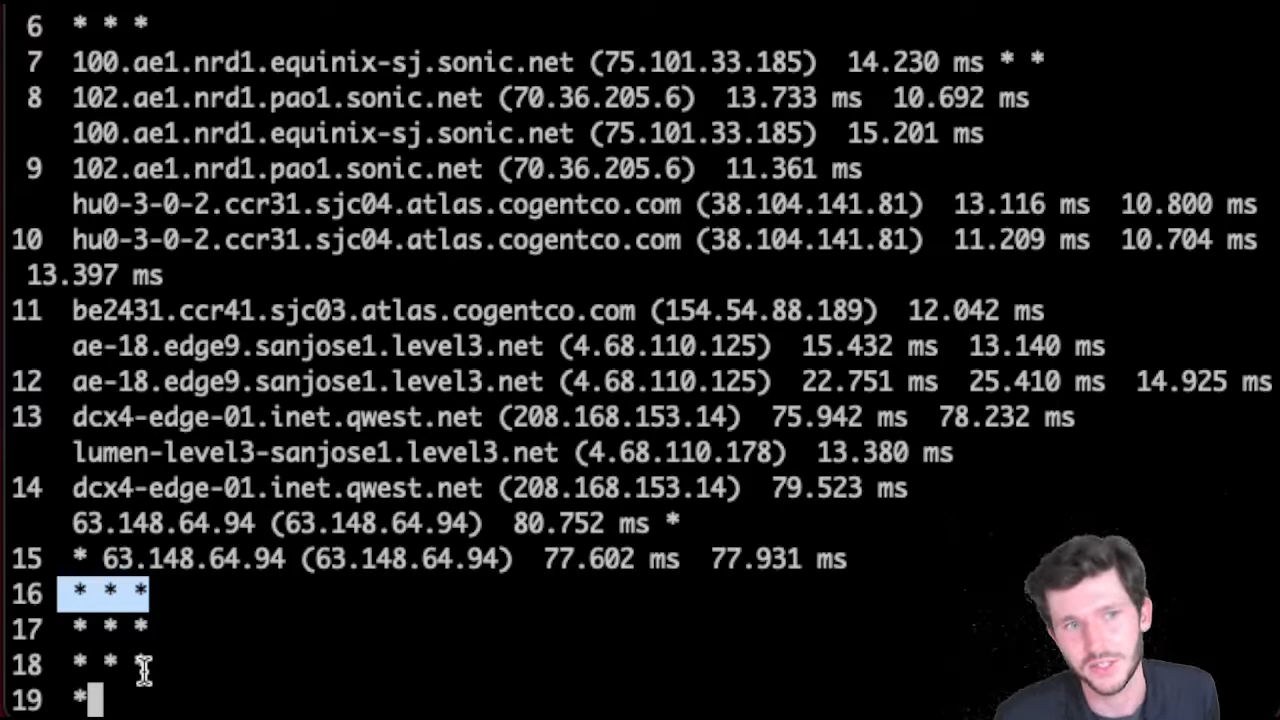 6 * * *
7 100.ae1.nrd1.equinix-sj.sonic.net (75.101.33.185) 14.230 ms * *
8 102.ae1.nrd1.pao1.sonic.net (70.36.205.6) 13.733 ms 10.692 ms
100.ae1.nrd1.equinix-sj.sonic.net (75.101.33.185) 15.201 ms
9 102.ae1.nrd1.pao1.sonic.net (70.36.205.6) 11.361 ms
hu0-3-0-2.ccr31.sjc04.atlas.cogentco.com (38.104.141.81) 13.116 ms 10.800 ms
10 hu0-3-0-2.ccr31.sjc04.atlas.cogentco.com (38.104.141.81) 11.209 ms 10.704 ms
13.397 ms
11 be2431.ccr41.sjc03.atlas.cogentco.com (154.54.88.189) 12.042 ms
ae-18.edge9.sanjose1.level3.net (4.68.110.125) 15.432 ms 13.140 ms
12 ae-18.edge9.sanjose1.level3.net (4.68.110.125) 22.751 ms 25.410 ms 14.925 ms
13 dcx4-edge-01.inet.qwest.net (208.168.153.14) 75.942 ms 78.232 ms
lumen-level3-sanjose1.level3.net (4.68.110.178) 13.380 ms
14 dcx4-edge-01.inet.qwest.net (208.168.153.14) 79.523 ms
63.148.64.94 (63.148.64.94) 80.752 ms *
15 * 63.148.64.94 (63.148.64.94) 77.602 ms 77.931 ms
16 * * *
17 * * *
18 * * *
19 *